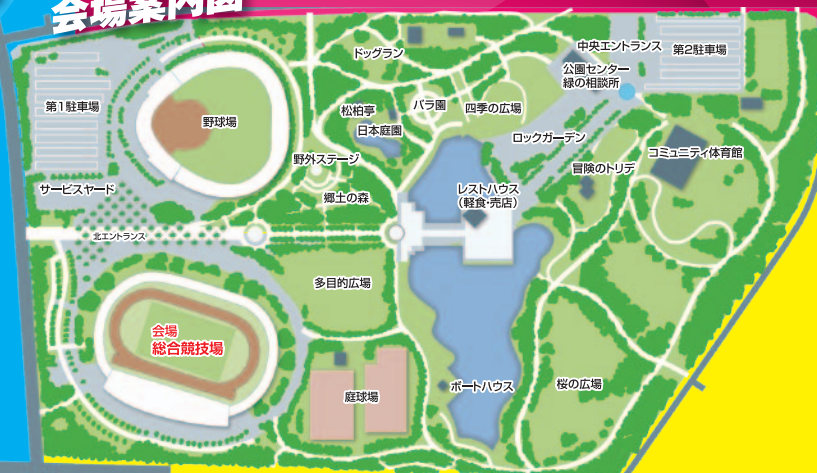 会場案内図
ドッグラン
中央エントランス
第2駐車場
公園センター
緑の相談所
第1駐車場
松柏亭
バラ園
四季の広場
野球場
日本庭園
ロックガーデン
コミュニティ体育館
野外ステージ
冒険のトリデ
サービスヤード
郷土の森
レストハウス
(軽食・売店)
北エントランス
多目的広場
会場
総合競技場
庭球場
ボートハウス
桜の広場